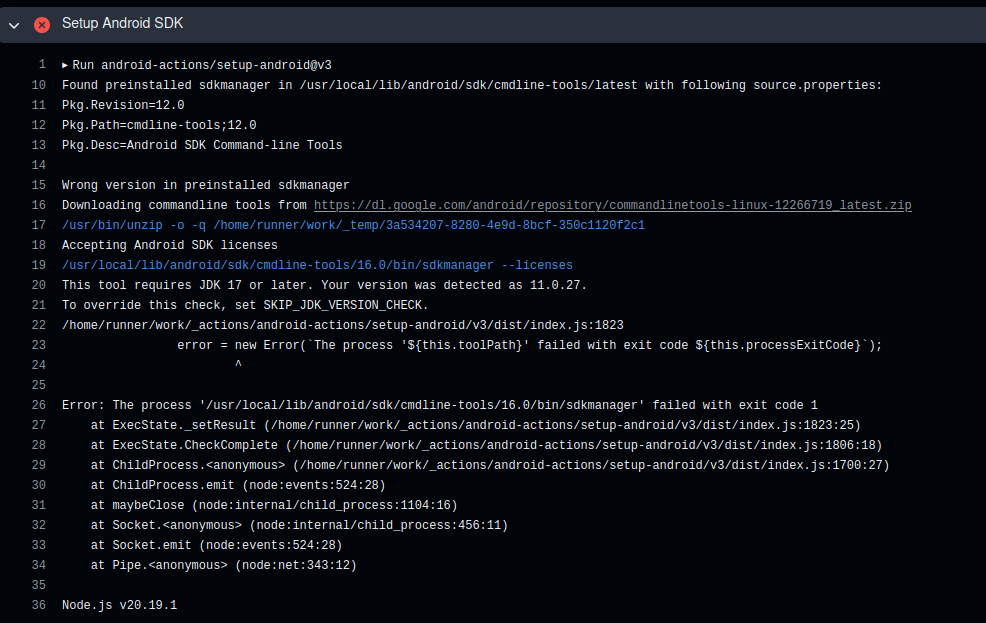 Setup Android SDK
1 ▸ Run android-actions/setup-android@v3
10 Found preinstalled sdkmanager in /usr/local/lib/android/sdk/cmdline-tools/latest with following source.properties:
11 Pkg.Revision=12.0
12 Pkg.Path=cmdline-tools;12.0
13 Pkg.Desc=Android SDK Command-line Tools
14
15 Wrong version in preinstalled sdkmanager
16 Downloading commandline tools from https://dl.google.com/android/repository/commandlinetools-linux-12266719_latest.zip
17 /usr/bin/unzip -o -q /home/runner/work/_temp/3a534207-8280-4e9d-8bcf-350c1120f2c1
18 Accepting Android SDK licenses
19 /usr/local/lib/android/sdk/cmdline-tools/16.0/bin/sdkmanager --licenses
20 This tool requires JDK 17 or later. Your version was detected as 11.0.27.
21 To override this check, set SKIP_JDK_VERSION_CHECK.
22 /home/runner/work/_actions/android-actions/setup-android/v3/dist/index.js:1823
23                 error = new Error(`The process '${this.toolPath}' failed with exit code ${this.processExitCode}`);
24                         ^
25
26 Error: The process '/usr/local/lib/android/sdk/cmdline-tools/16.0/bin/sdkmanager' failed with exit code 1
27     at ExecState._setResult (/home/runner/work/_actions/android-actions/setup-android/v3/dist/index.js:1823:25)
28     at ExecState.CheckComplete (/home/runner/work/_actions/android-actions/setup-android/v3/dist/index.js:1806:18)
29     at ChildProcess.<anonymous> (/home/runner/work/_actions/android-actions/setup-android/v3/dist/index.js:1700:27)
30     at ChildProcess.emit (node:events:524:28)
31     at maybeClose (node:internal/child_process:1104:16)
32     at Socket.<anonymous> (node:internal/child_process:456:11)
33     at Socket.emit (node:events:524:28)
34     at Pipe.<anonymous> (node:net:343:12)
35
36 Node.js v20.19.1